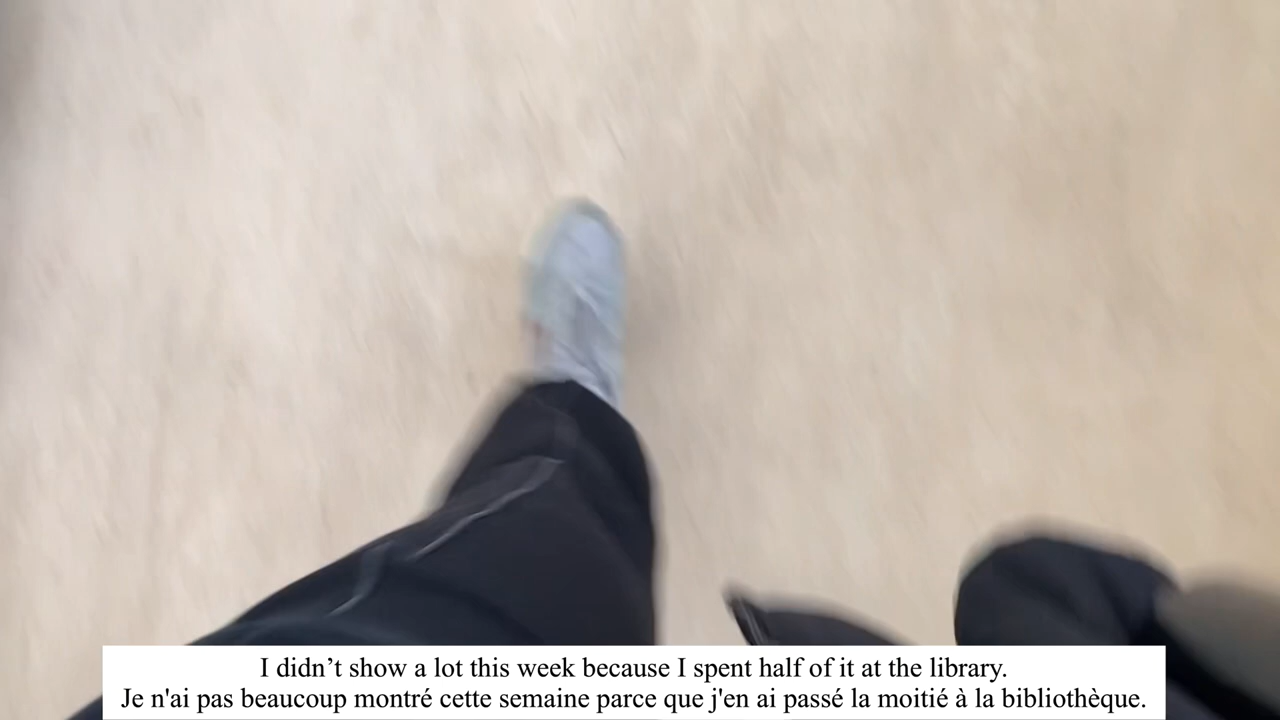 I didn’t show a lot this week because I spent half of it at the library.
Je n'ai pas beaucoup montré cette semaine parce que j'en ai passé la moitié à la bibliothèque.